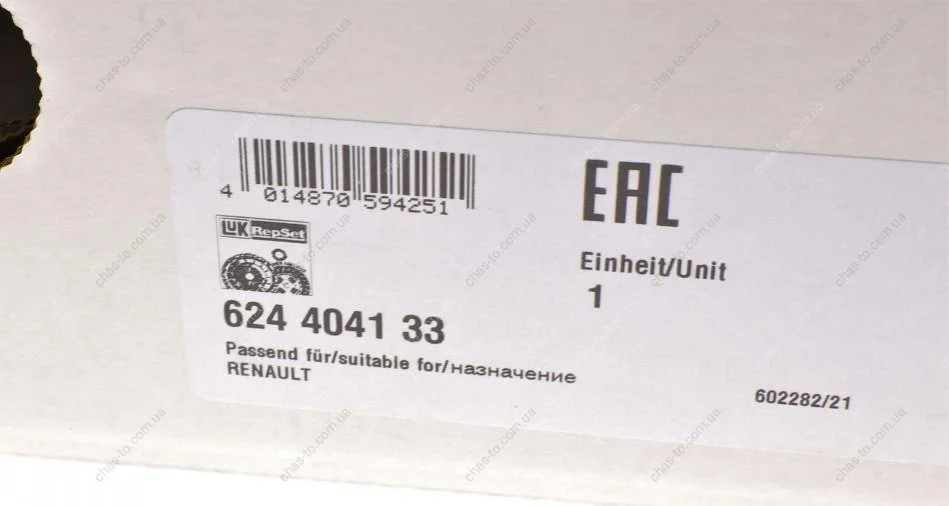 4 014870 594251
EAC
LuK RepSet
Einheit/Unit
1
624 4041 33
Passend für/suitable for/назначение
RENAULT
602282/21
chas-to.com.ua